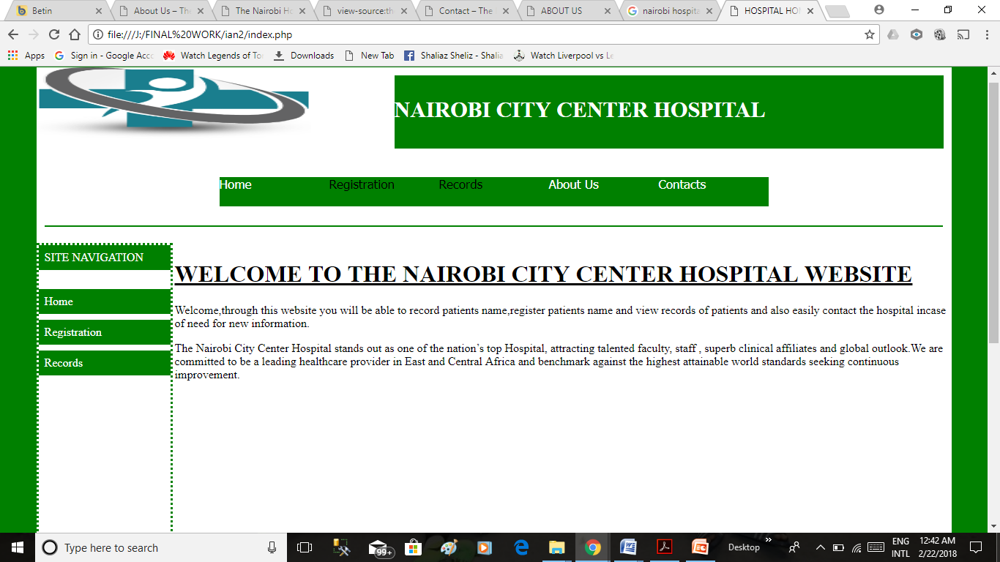 Betin
About Us – The
The Nairobi Ho
view-source:th
Contact – The
ABOUT US
nairobi hospita
HOSPITAL HO
file:///J:/FINAL%20WORK/ian2/index.php
Apps
Sign in - Google Acco
Watch Legends of To
Downloads
New Tab
Shaliaz Sheliz - Shalia
Watch Liverpool vs Le
NAIROBI CITY CENTER HOSPITAL
Home Registration Records About Us Contacts
SITE NAVIGATION
Home
Registration
Records
WELCOME TO THE NAIROBI CITY CENTER HOSPITAL WEBSITE
Welcome,through this website you will be able to record patients name,register patients name and view records of patients and also easily contact the hospital incase
of need for new information.
The Nairobi City Center Hospital stands out as one of the nation’s top Hospital, attracting talented faculty, staff , superb clinical affiliates and global outlook.We are
committed to be a leading healthcare provider in East and Central Africa and benchmark against the highest attainable world standards seeking continuous
improvement.
Type here to search
99+
Desktop
ENG
INTL
12:42 AM
2/22/2018